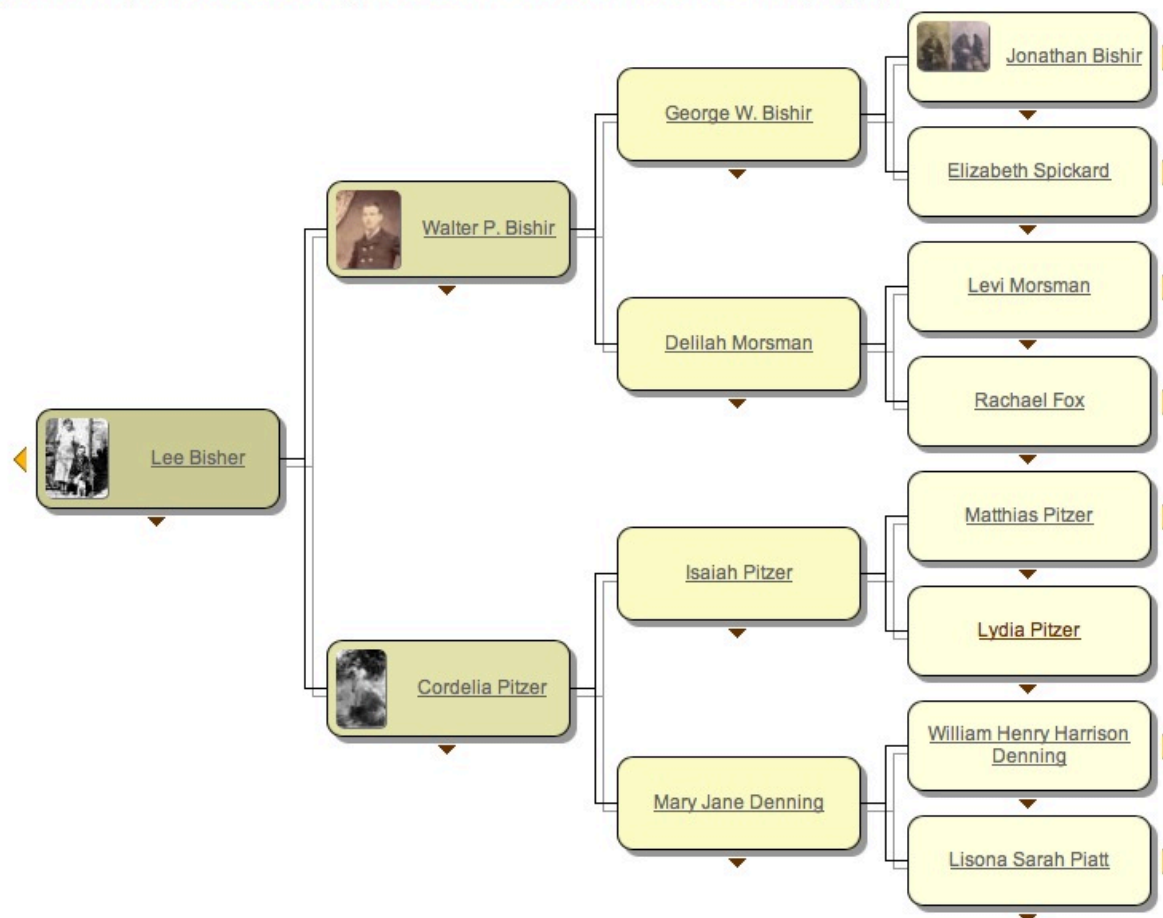 Jonathan Bishir
George W. Bishir
Elizabeth Spickard
Walter P. Bishir
Levi Morsman
Delilah Morsman
Rachael Fox
Lee Bisher
Matthias Pitzer
Isaiah Pitzer
Lydia Pitzer
Cordelia Pitzer
William Henry Harrison
Denning
Mary Jane Denning
Lisona Sarah Piatt